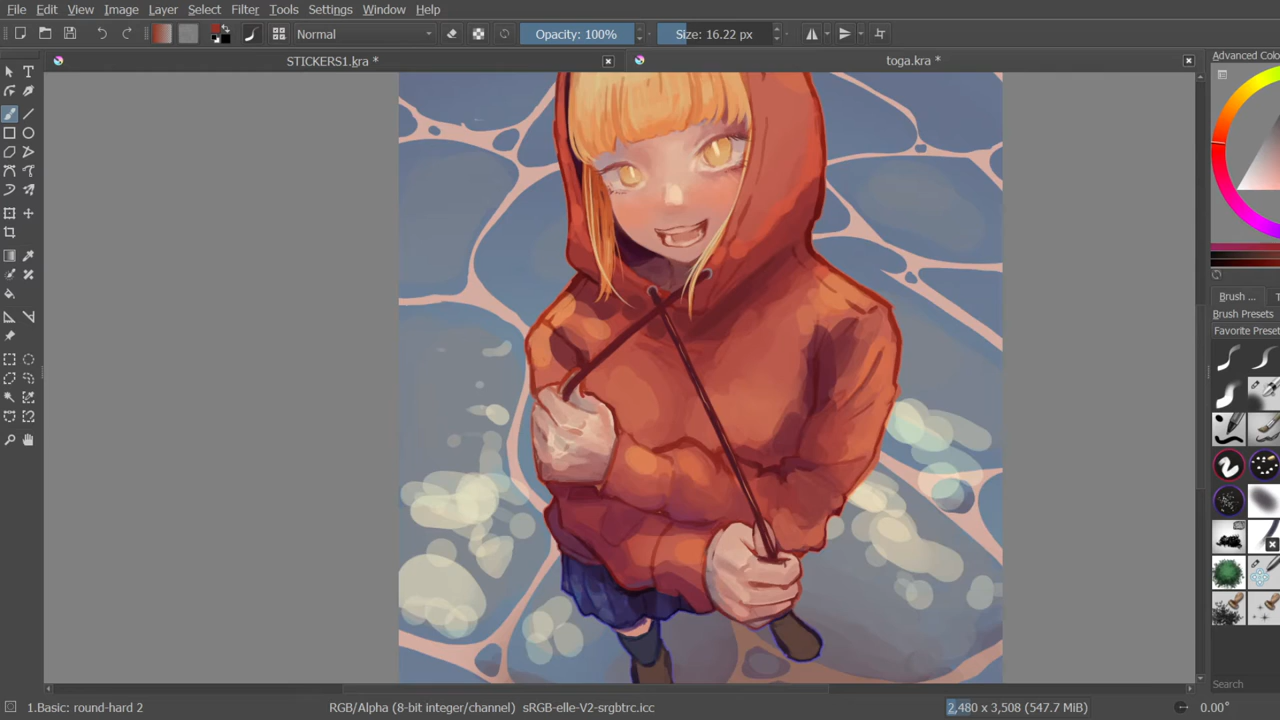 File Edit View Image Layer Select Filter Tools Settings Window Help
Normal Opacity: 100% Size: 16.22 px
STICKERS1.kra * toga.kra * Advanced Colo
Brush ... T
Brush Presets
Favorite Preset
Search
1.Basic: round-hard 2 RGB/Alpha (8-bit integer/channel) sRGB-elle-V2-srgbtrc.icc 2,480 x 3,508 (547.7 MiB) 0.00°